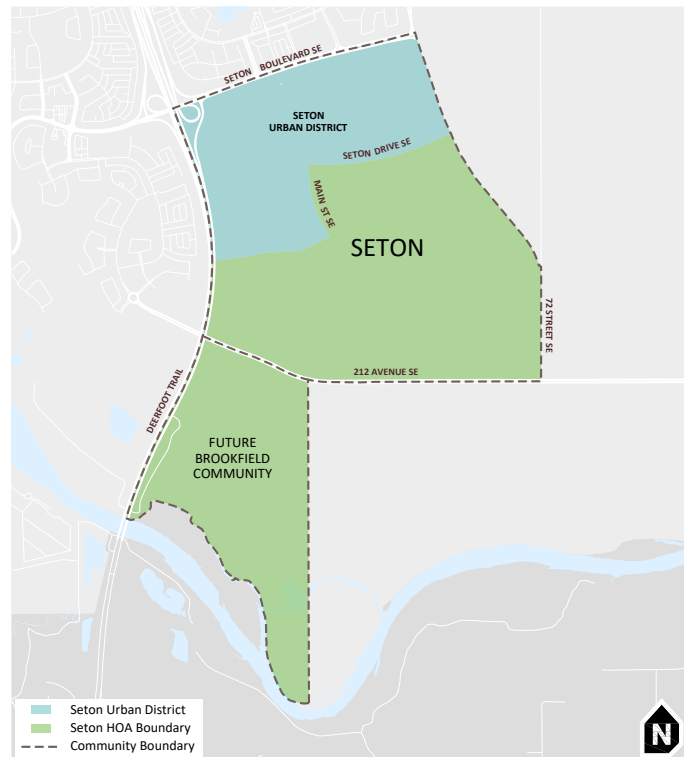 SETON BOULEVARD SE
SETON
URBAN DISTRICT
SETON DRIVE SE
MAIN ST SE
SETON
72 STREET SE
212 AVENUE SE
DEERFOOT TRAIL
FUTURE
BROOKFIELD
COMMUNITY
Seton Urban District
Seton HOA Boundary
Community Boundary
N